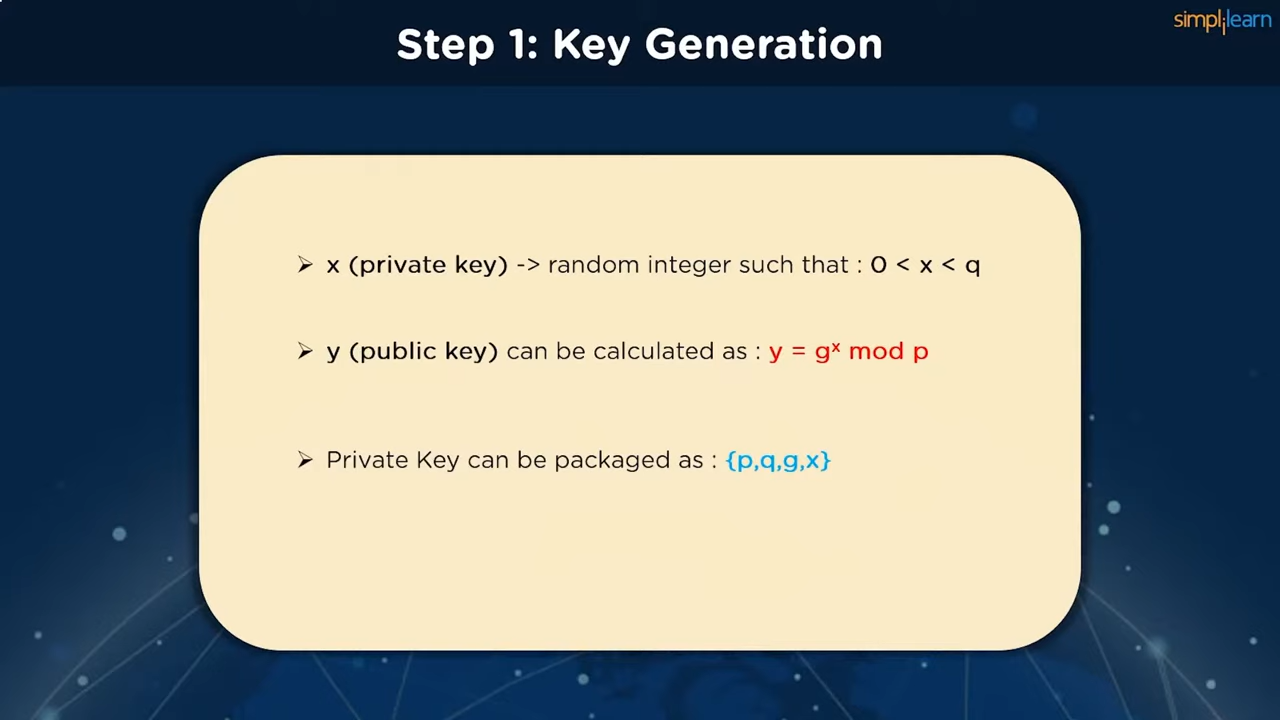 simplilearn
Step 1: Key Generation
➢ x (private key) -> random integer such that : 0 < x < q
➢ y (public key) can be calculated as : y = gˣ mod p
➢ Private Key can be packaged as : {p,q,g,x}